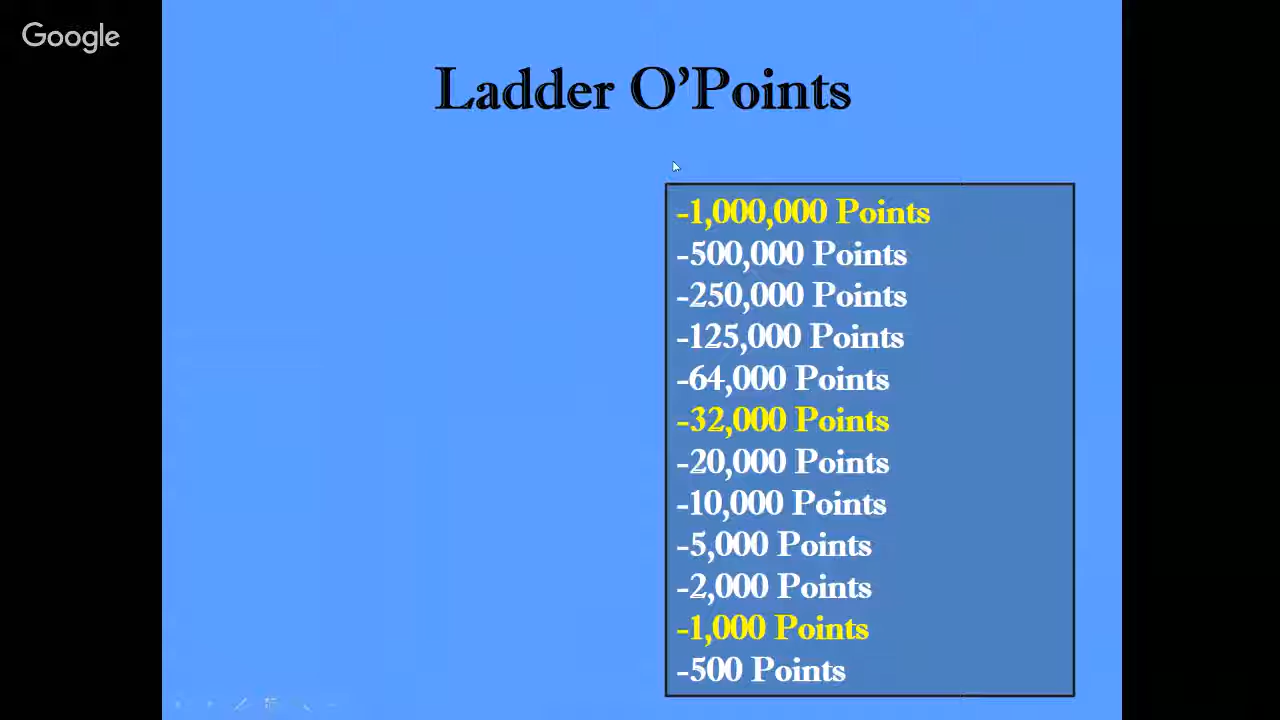 Google
Ladder O'Points
-1,000,000 Points
-500,000 Points
-250,000 Points
-125,000 Points
-64,000 Points
-32,000 Points
-20,000 Points
-10,000 Points
-5,000 Points
-2,000 Points
-1,000 Points
-500 Points